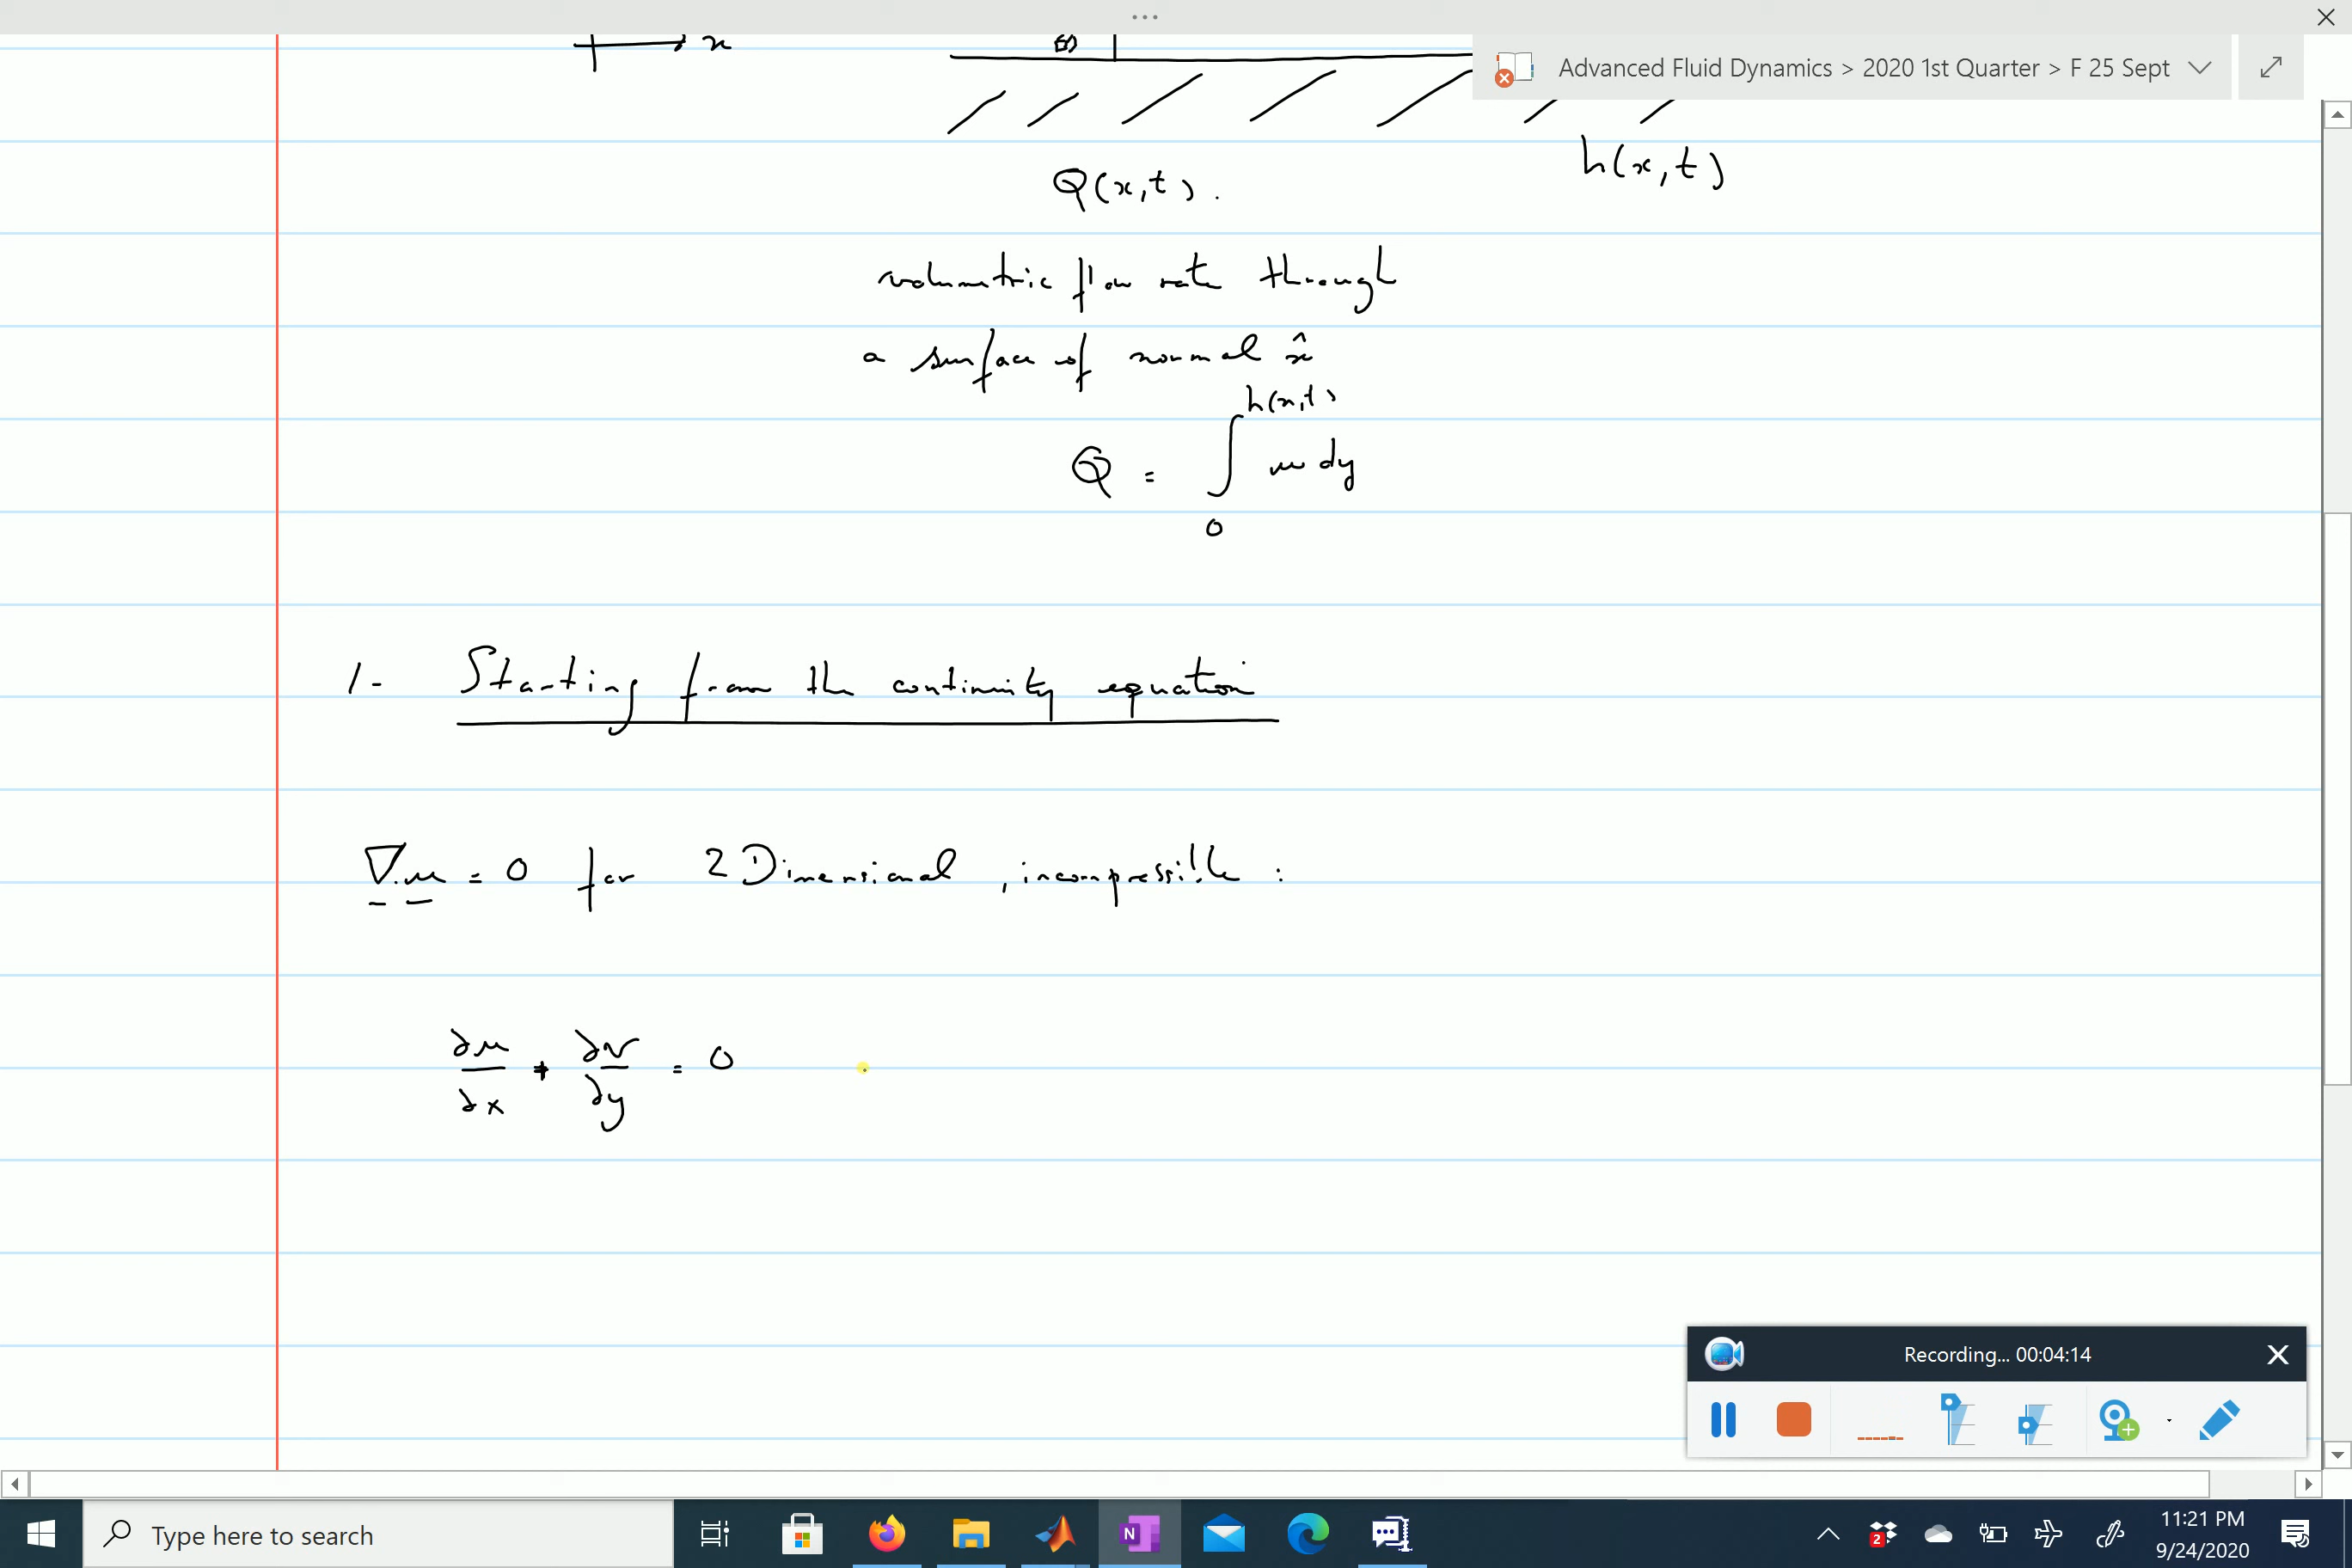 x
Advanced Fluid Dynamics > 2020 1st Quarter > F 25 Sept
h(x,t)
Q(x,t).
volumetric flow rate through
a surface of normal x̂
h(x,t)
Q = ∫ u dy
0
1- Starting from the continuity equation
∇.u = 0 for 2 Dimensional, incompressible :
∂u/∂x + ∂v/∂y = 0
Recording... 00:04:14
Type here to search
N
2
11:21 PM
9/24/2020